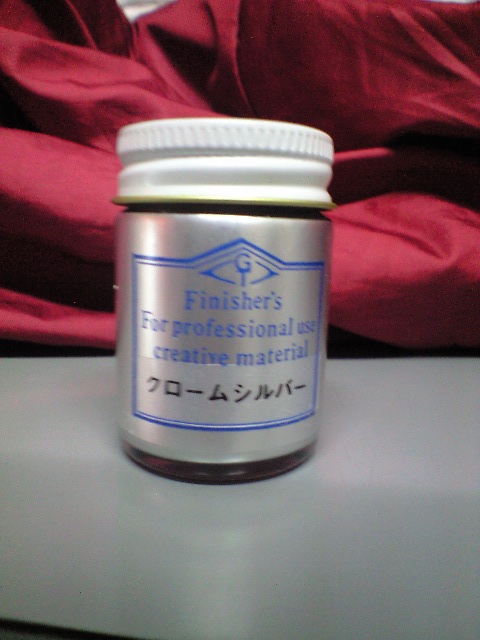 G
Finisher's
For professional use
creative material
クロームシルバー